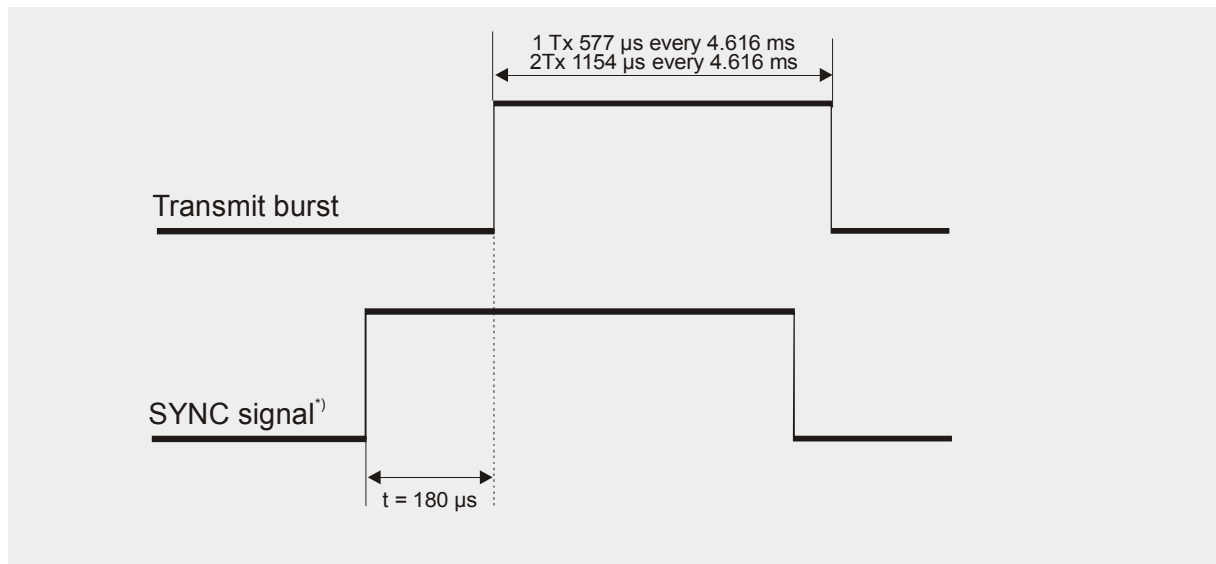 1 Tx 577 µs every 4.616 ms
2Tx 1154 µs every 4.616 ms
Transmit burst
SYNC signal*)
t = 180 µs